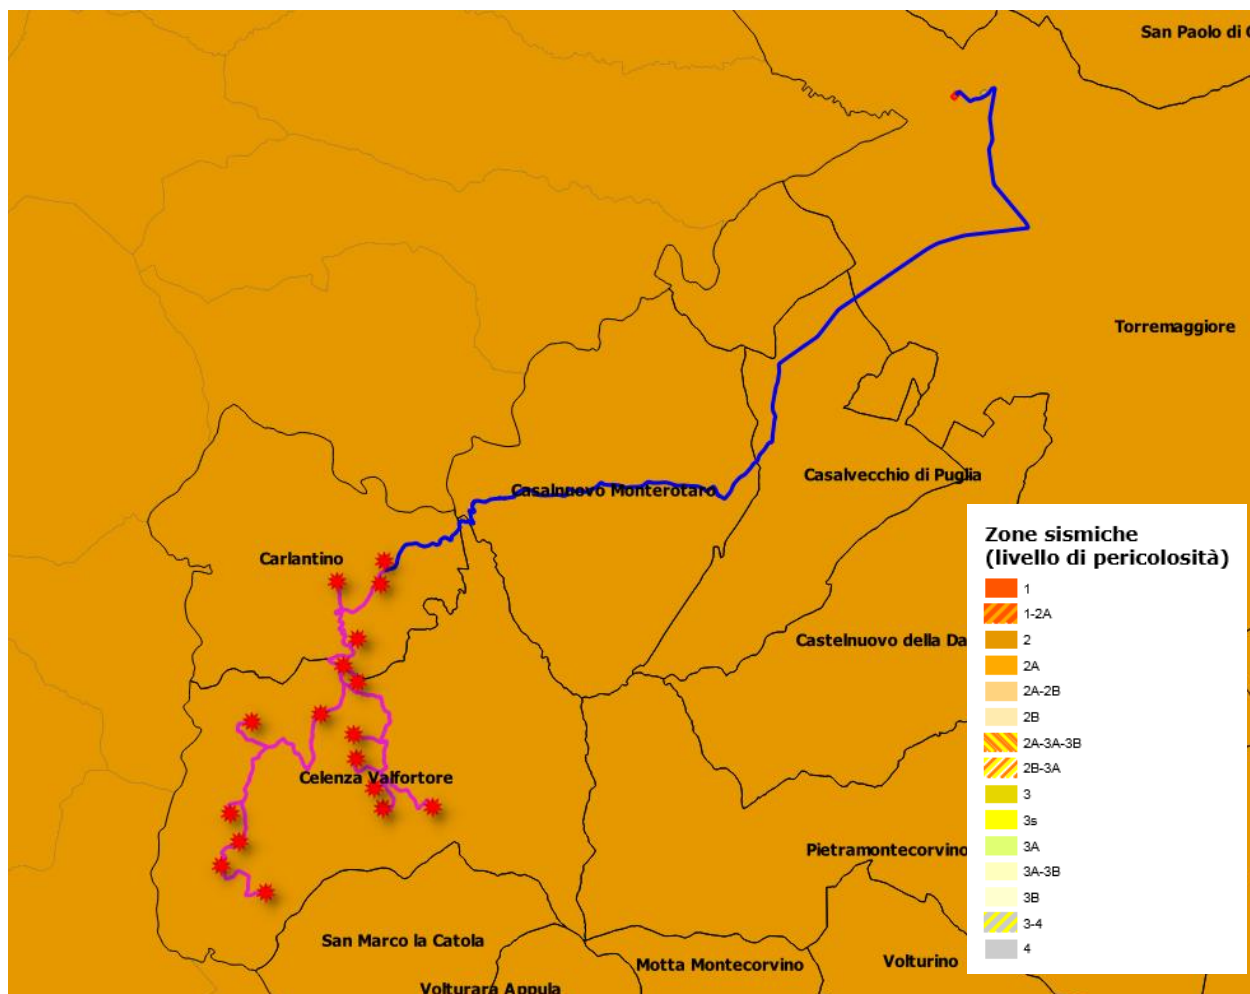 San Paolo di C
Torremaggiore
Casalvecchio di Puglia
Casalnuovo Monterotaro
Carlantino
Castelnuovo della Da
Celenza Valfortore
Pietramontecorvino
San Marco la Catola
Motta Montecorvino
Volturino
Volturara Appula
Zone sismiche
(livello di pericolosità)
1
1-2A
2
2A
2A-2B
2B
2A-3A-3B
2B-3A
3
3s
3A
3A-3B
3B
3-4
4